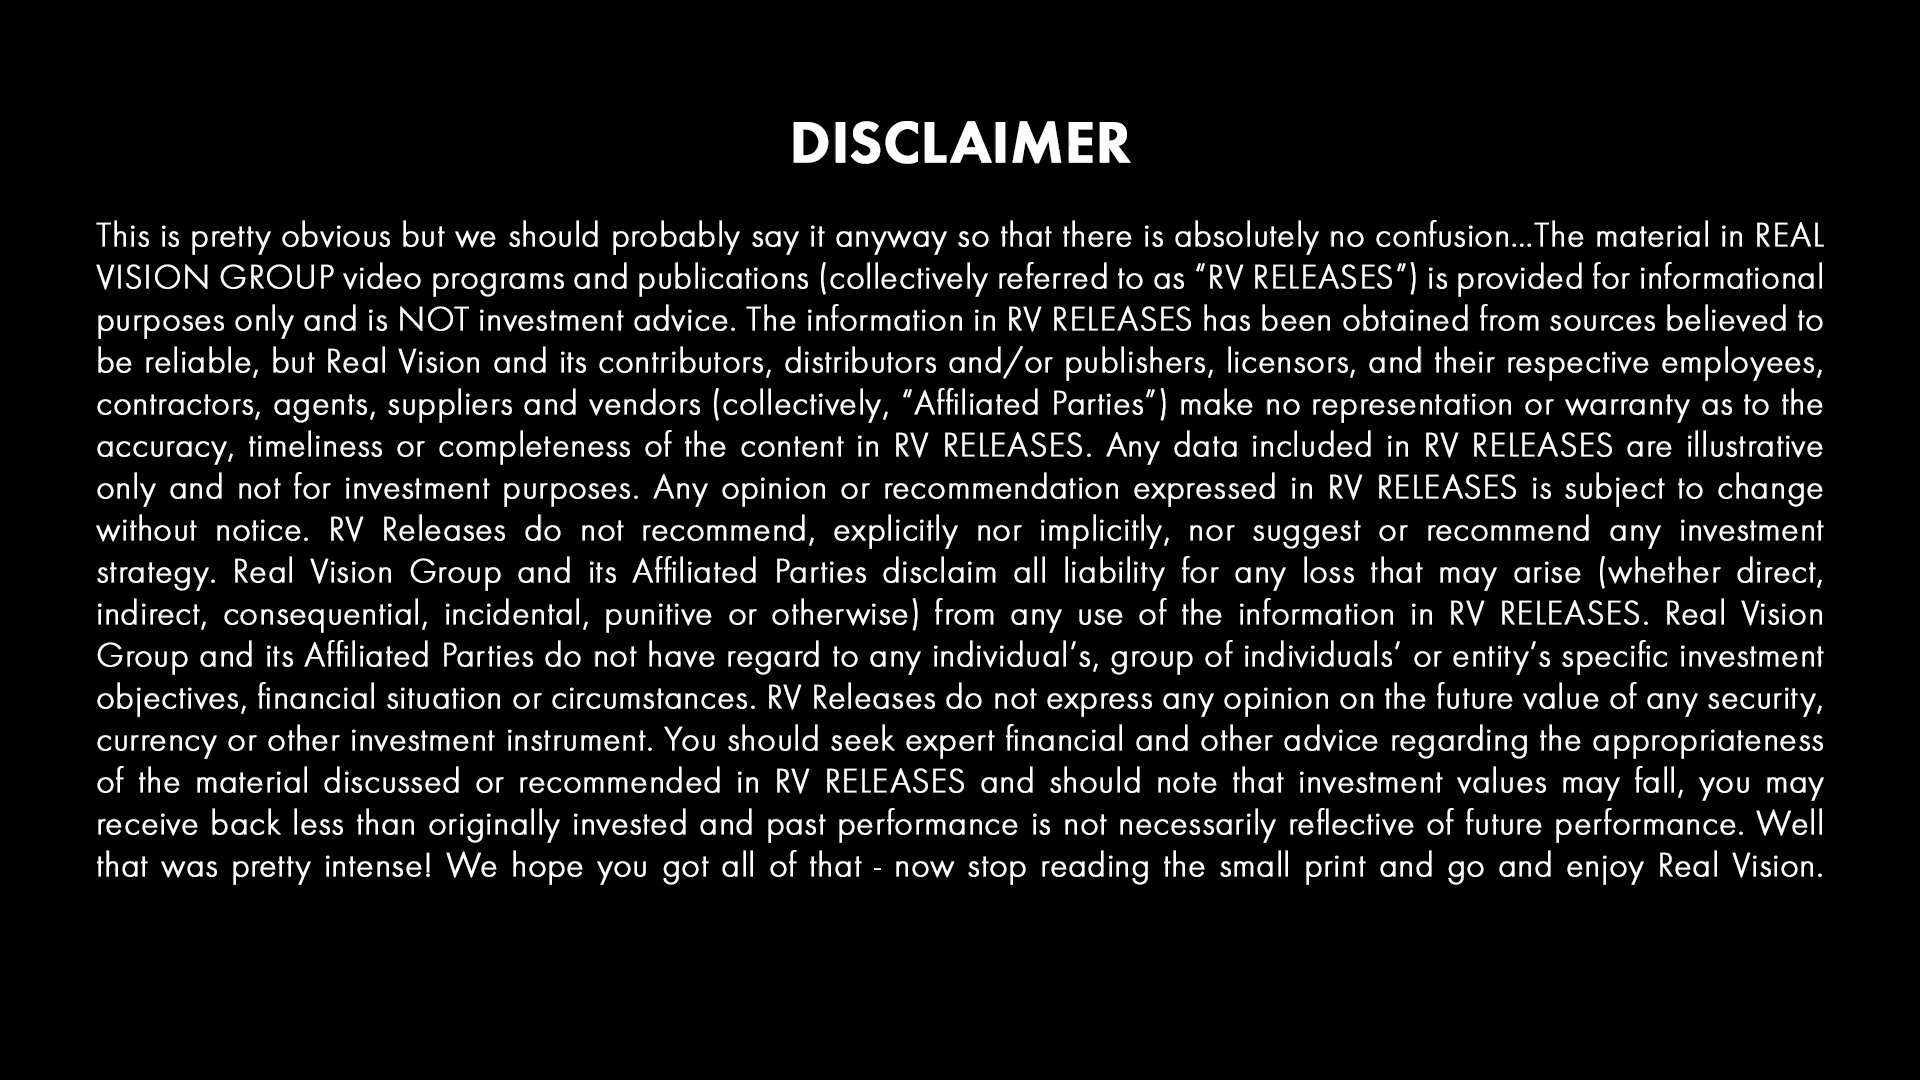 DISCLAIMER
This is pretty obvious but we should probably say it anyway so that there is absolutely no confusion...The material in REAL
VISION GROUP video programs and publications (collectively referred to as “RV RELEASES”) is provided for informational
purposes only and is NOT investment advice. The information in RV RELEASES has been obtained from sources believed to
be reliable, but Real Vision and its contributors, distributors and/or publishers, licensors, and their respective employees,
contractors, agents, suppliers and vendors (collectively, “Affiliated Parties”) make no representation or warranty as to the
accuracy, timeliness or completeness of the content in RV RELEASES. Any data included in RV RELEASES are illustrative
only and not for investment purposes. Any opinion or recommendation expressed in RV RELEASES is subject to change
without notice. RV Releases do not recommend, explicitly nor implicitly, nor suggest or recommend any investment
strategy. Real Vision Group and its Affiliated Parties disclaim all liability for any loss that may arise (whether direct,
indirect, consequential, incidental, punitive or otherwise) from any use of the information in RV RELEASES. Real Vision
Group and its Affiliated Parties do not have regard to any individual’s, group of individuals’ or entity’s specific investment
objectives, financial situation or circumstances. RV Releases do not express any opinion on the future value of any security,
currency or other investment instrument. You should seek expert financial and other advice regarding the appropriateness
of the material discussed or recommended in RV RELEASES and should note that investment values may fall, you may
receive back less than originally invested and past performance is not necessarily reflective of future performance. Well
that was pretty intense! We hope you got all of that - now stop reading the small print and go and enjoy Real Vision.